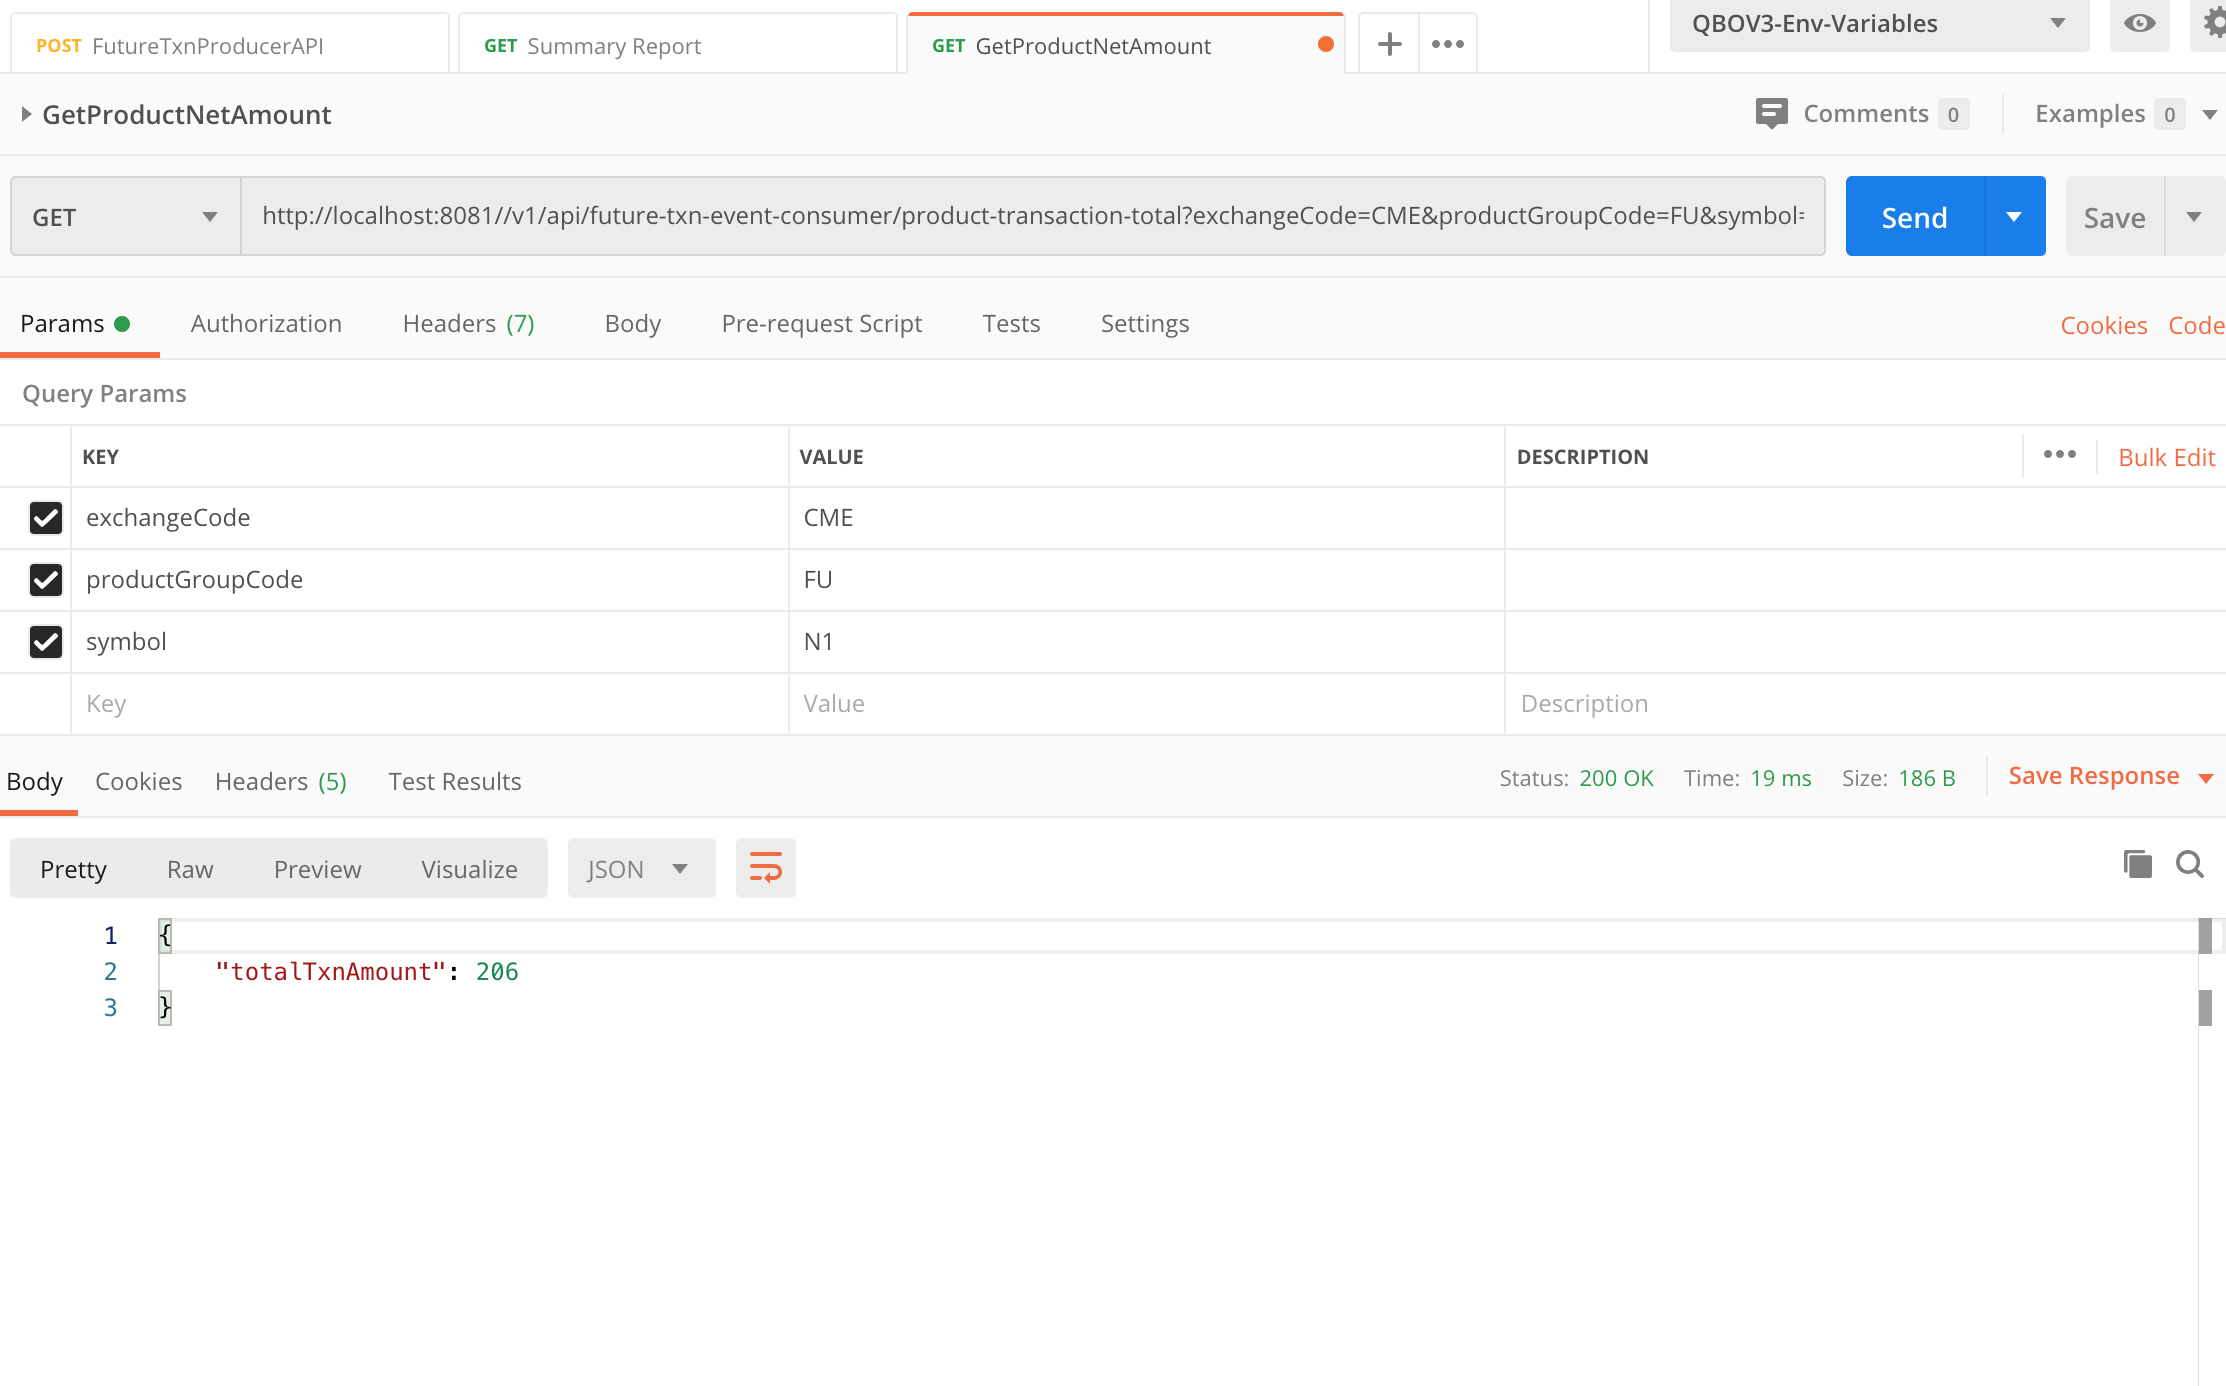 POST FutureTxnProducerAPI
GET Summary Report
GET GetProductNetAmount
QBOV3-Env-Variables
GetProductNetAmount
Comments 0
Examples 0
GET
http://localhost:8081//v1/api/future-txn-event-consumer/product-transaction-total?exchangeCode=CME&productGroupCode=FU&symbol=
Send
Save
Params
Authorization
Headers (7)
Body
Pre-request Script
Tests
Settings
Cookies
Code
Query Params
KEY
VALUE
DESCRIPTION
Bulk Edit
exchangeCode
CME
productGroupCode
FU
symbol
N1
Key
Value
Description
Body
Cookies
Headers (5)
Test Results
Status: 200 OK
Time: 19 ms
Size: 186 B
Save Response
Pretty
Raw
Preview
Visualize
JSON
1 {
2 "totalTxnAmount": 206
3 }